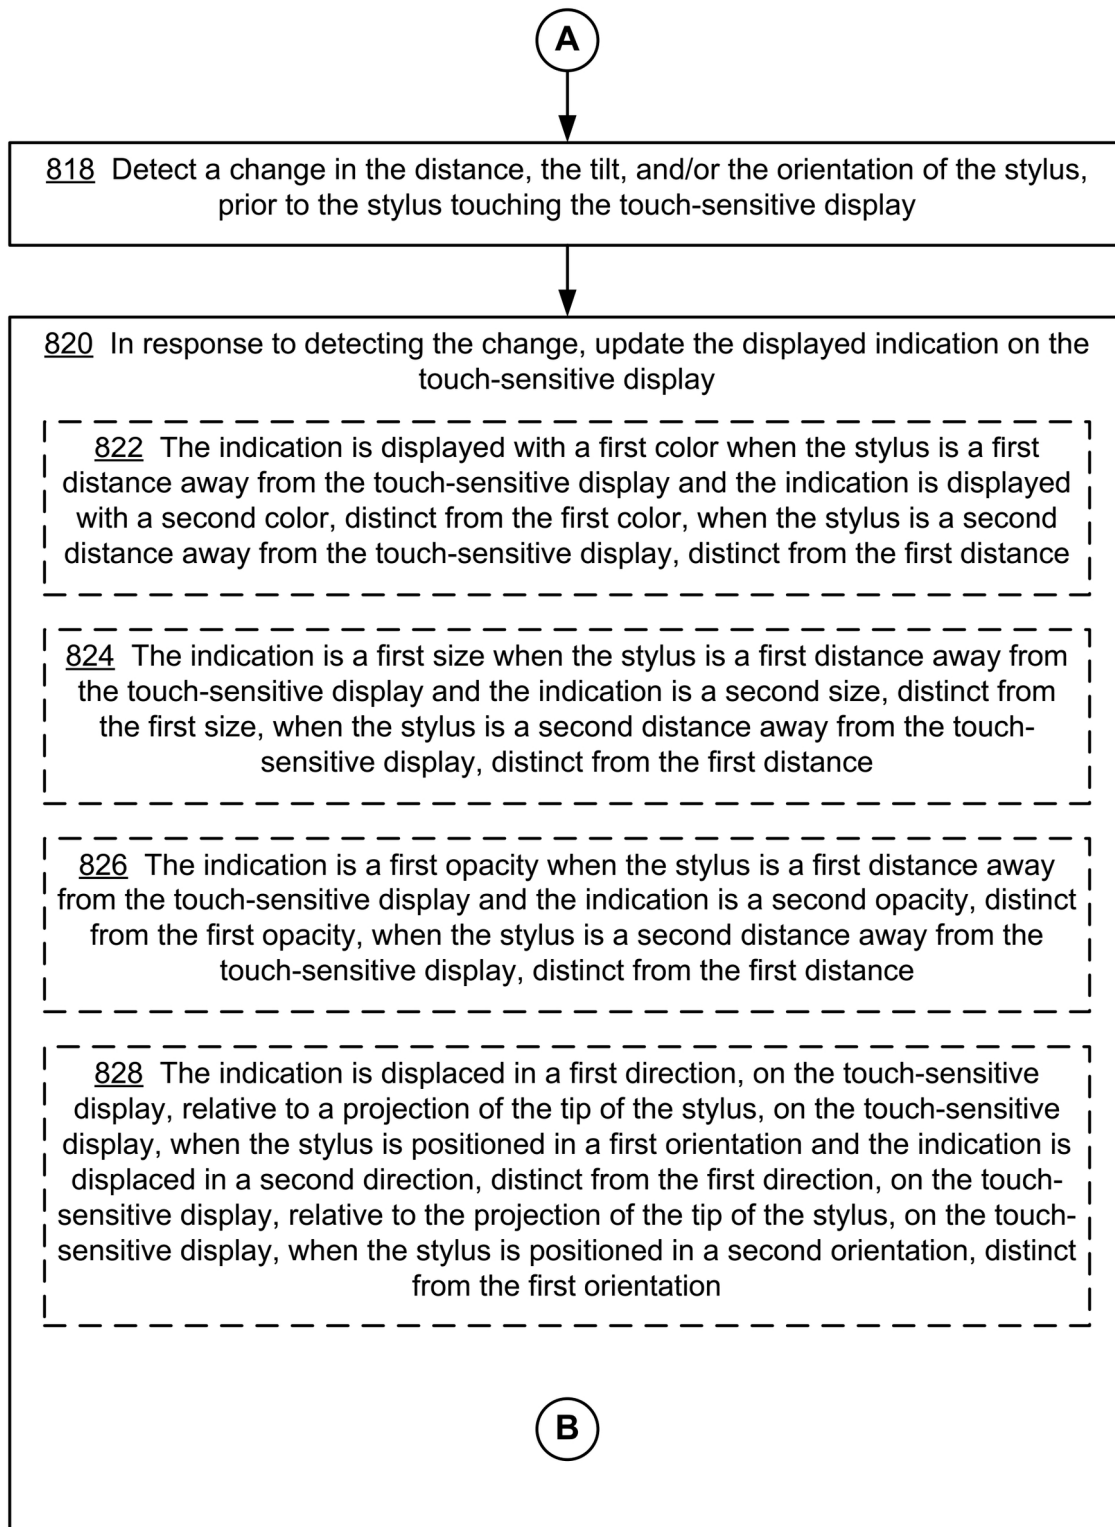 A
818 Detect a change in the distance, the tilt, and/or the orientation of the stylus,
prior to the stylus touching the touch-sensitive display
820 In response to detecting the change, update the displayed indication on the
touch-sensitive display
822 The indication is displayed with a first color when the stylus is a first
distance away from the touch-sensitive display and the indication is displayed
with a second color, distinct from the first color, when the stylus is a second
distance away from the touch-sensitive display, distinct from the first distance
824 The indication is a first size when the stylus is a first distance away from
the touch-sensitive display and the indication is a second size, distinct from
the first size, when the stylus is a second distance away from the touch-
sensitive display, distinct from the first distance
826 The indication is a first opacity when the stylus is a first distance away
from the touch-sensitive display and the indication is a second opacity, distinct
from the first opacity, when the stylus is a second distance away from the
touch-sensitive display, distinct from the first distance
828 The indication is displaced in a first direction, on the touch-sensitive
display, relative to a projection of the tip of the stylus, on the touch-sensitive
display, when the stylus is positioned in a first orientation and the indication is
displaced in a second direction, distinct from the first direction, on the touch-
sensitive display, relative to the projection of the tip of the stylus, on the touch-
sensitive display, when the stylus is positioned in a second orientation, distinct
from the first orientation
B